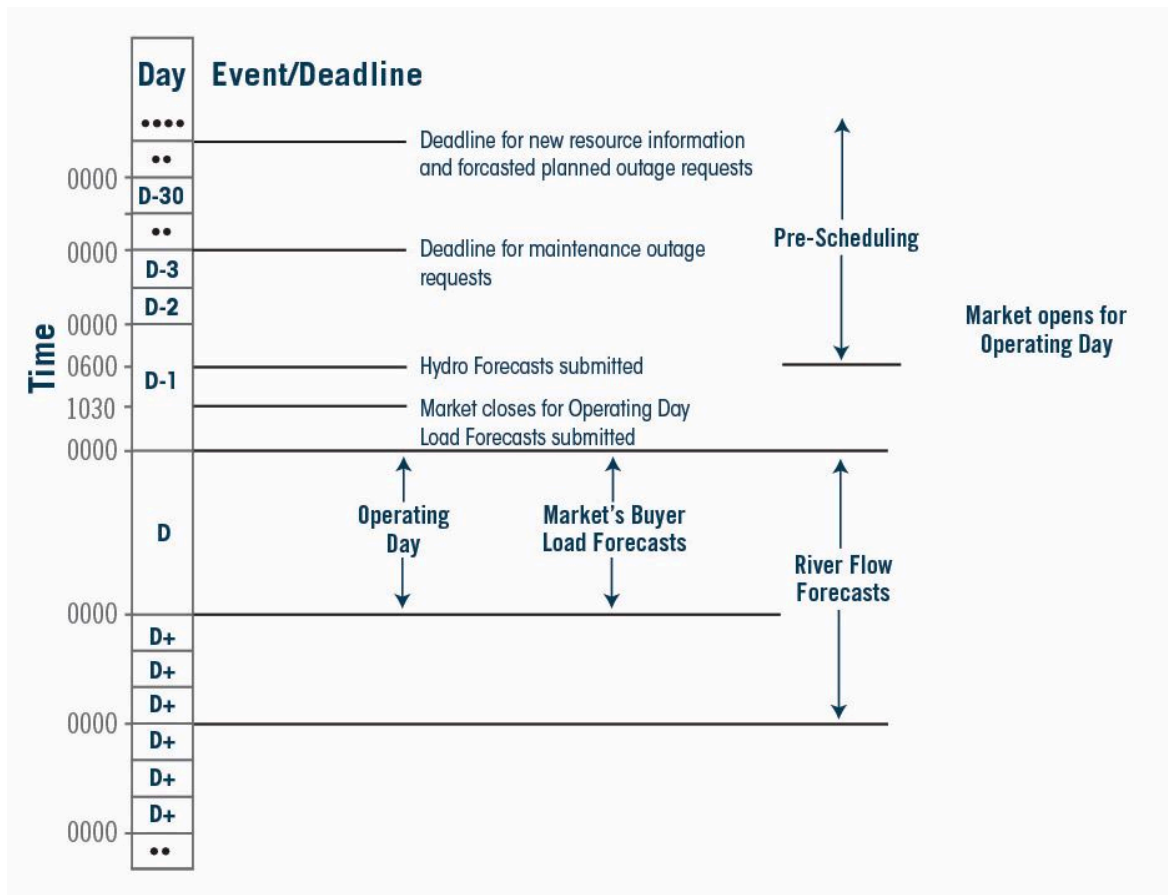 Day Event/Deadline
••••
Deadline for new resource information
and forcasted planned outage requests
••
0000
D-30
••
Pre-Scheduling
0000
Deadline for maintenance outage
requests
D-3
D-2
Market opens for
Operating Day
0000
Time
0600
Hydro Forecasts submitted
D-1
1030
Market closes for Operating Day
Load Forecasts submitted
0000
Operating
Day
Market's Buyer
Load Forecasts
D
River Flow
Forecasts
0000
D+
D+
D+
0000
D+
D+
D+
0000
••